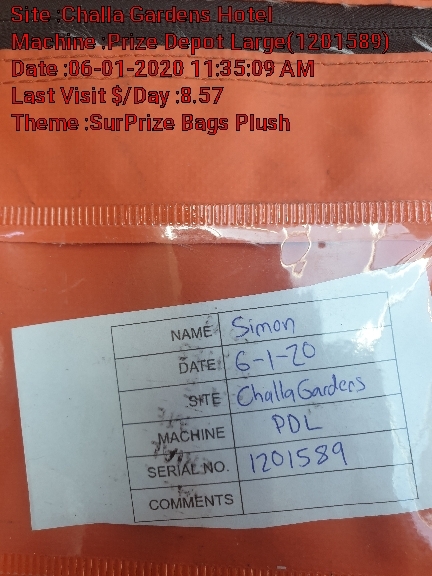 Site :Challa Gardens Hotel
Machine :Prize Depot Large(1201589)
Date :06-01-2020 11:35:09 AM
Last Visit $/Day :8.57
Theme :SurPrize Bags Plush
NAME Simon
DATE 6-1-20
SITE Challa Gardens
MACHINE PDL
SERIAL NO. 1201589
COMMENTS